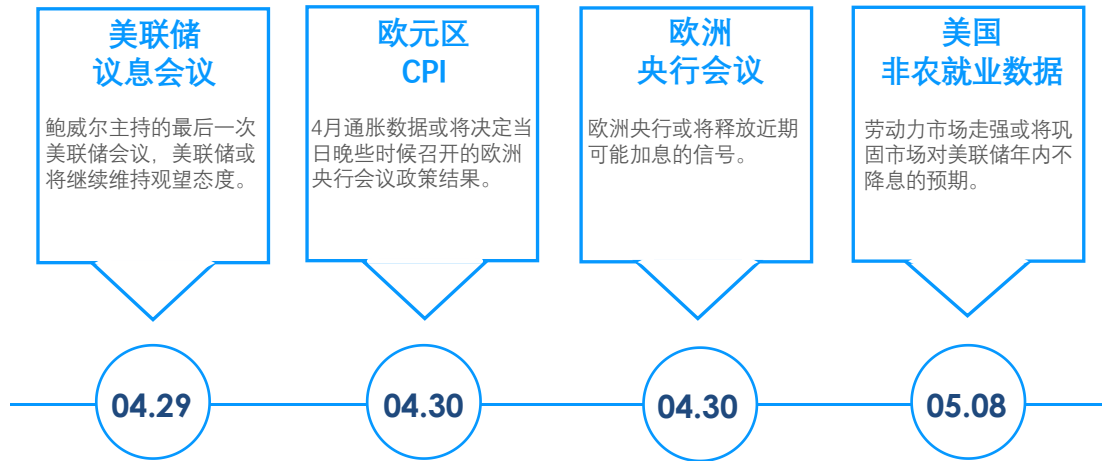 美联储
议息会议
鲍威尔主持的最后一次
美联储会议，美联储或
将继续维持观望态度。
04.29
欧元区
CPI
4月通胀数据或将决定当
日晚些时候召开的欧洲
央行会议政策结果。
04.30
欧洲
央行会议
欧洲央行或将释放近期
可能加息的信号。
04.30
美国
非农就业数据
劳动力市场走强或将巩
固市场对美联储年内不
降息的预期。
05.08